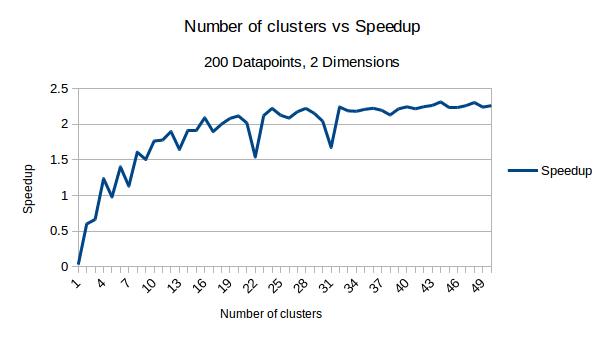 Number of clusters vs Speedup
200 Datapoints, 2 Dimensions
2.5
2
1.5
1
0.5
0
Speedup
1 4 7 10 13 16 19 22 25 28 31 34 37 40 43 46 49
Number of clusters
Speedup